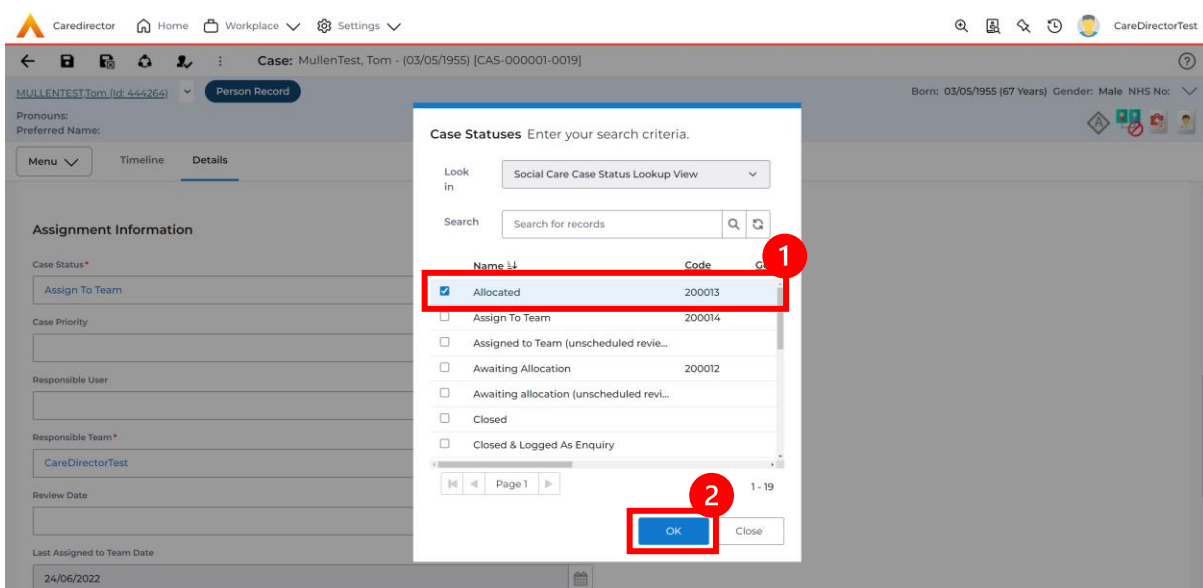 Caredirector Home Workplace Settings CareDirectorTest
Case: MullenTest, Tom - (03/05/1955) [CAS-000001-0019]
MULLENTEST,Tom (Id: 444264) Person Record Born: 03/05/1955 (67 Years) Gender: Male NHS No:
Pronouns:
Preferred Name:
Menu Timeline Details
Assignment Information
Case Status*
Assign To Team
Case Priority
Responsible User
Responsible Team*
CareDirectorTest
Review Date
Last Assigned to Team Date
24/06/2022
Case Statuses Enter your search criteria.
Look in Social Care Case Status Lookup View
Search Search for records
1
Name Code
Allocated 200013
Assign To Team 200014
Assigned to Team (unscheduled revie...
Awaiting Allocation 200012
Awaiting allocation (unscheduled revi...
Closed
Closed & Logged As Enquiry
Page 1 1 - 19
2
OK Close